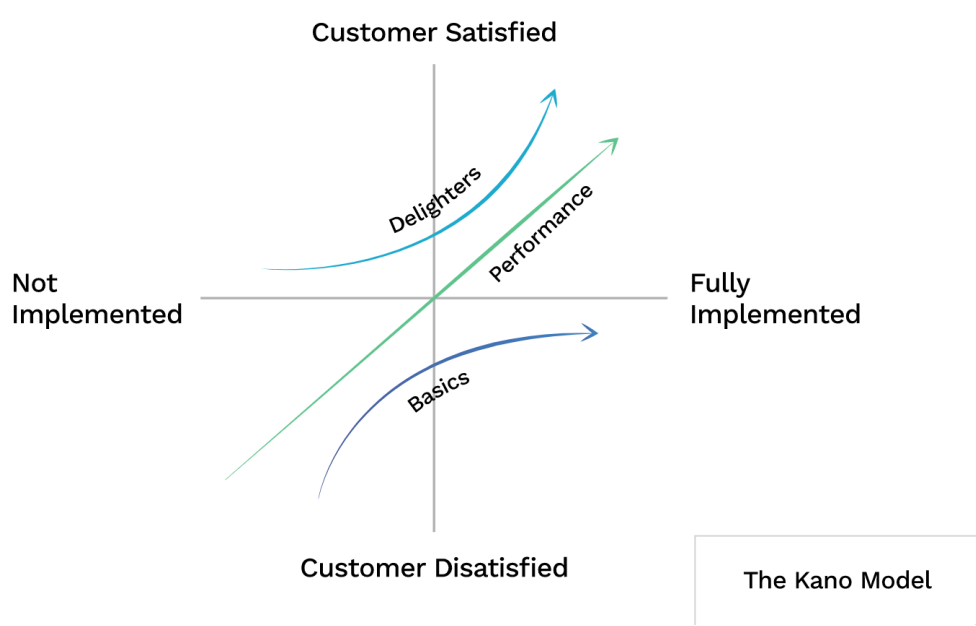 Customer Satisfied
Delighters
Performance
Not
Implemented
Fully
Implemented
Basics
Customer Disatisfied
The Kano Model